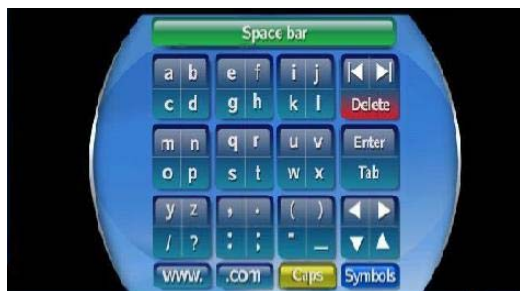 Space bar
a b e f i j
c d g h k l Delete
m n q r u v Enter
o p s t w x Tab
y z , . ( )
/ ? : ; " _
www. .com Caps Symbols